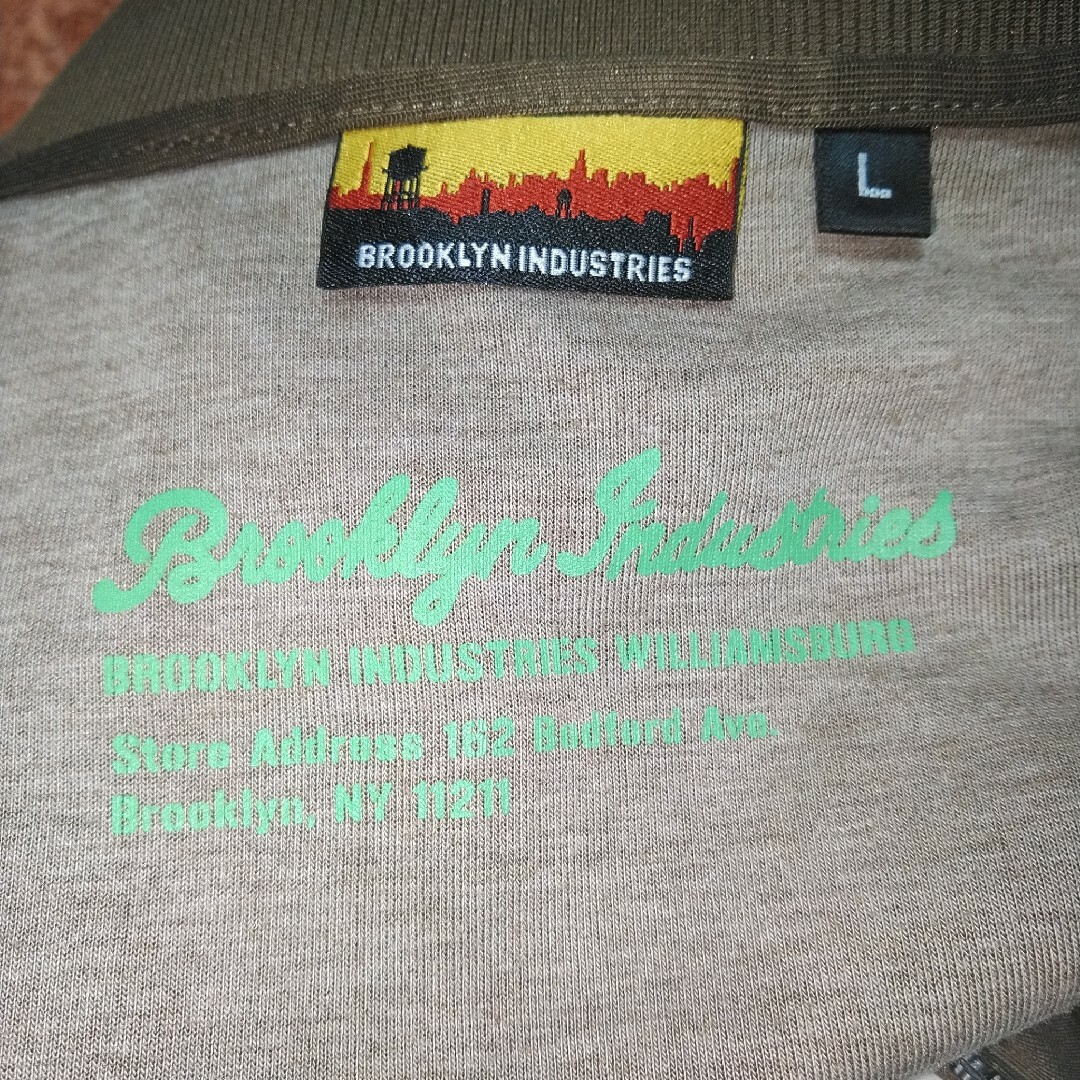 BROOKLYN INDUSTRIES
L
Brooklyn Industries
BROOKLYN INDUSTRIES WILLIAMSBURG
Store Address 162 Bedford Ave.
Brooklyn, NY 11211